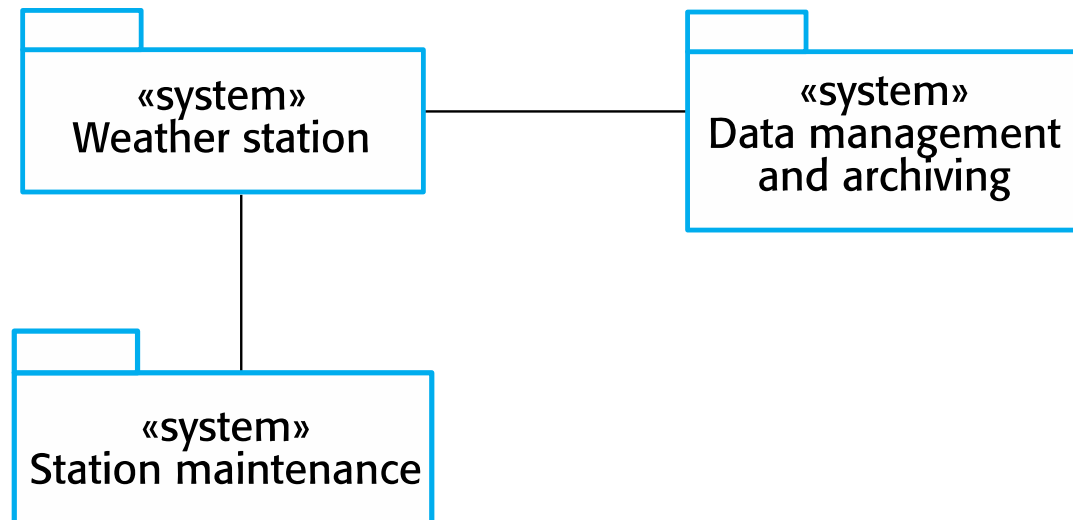 «system»
Weather station
«system»
Data management
and archiving
«system»
Station maintenance